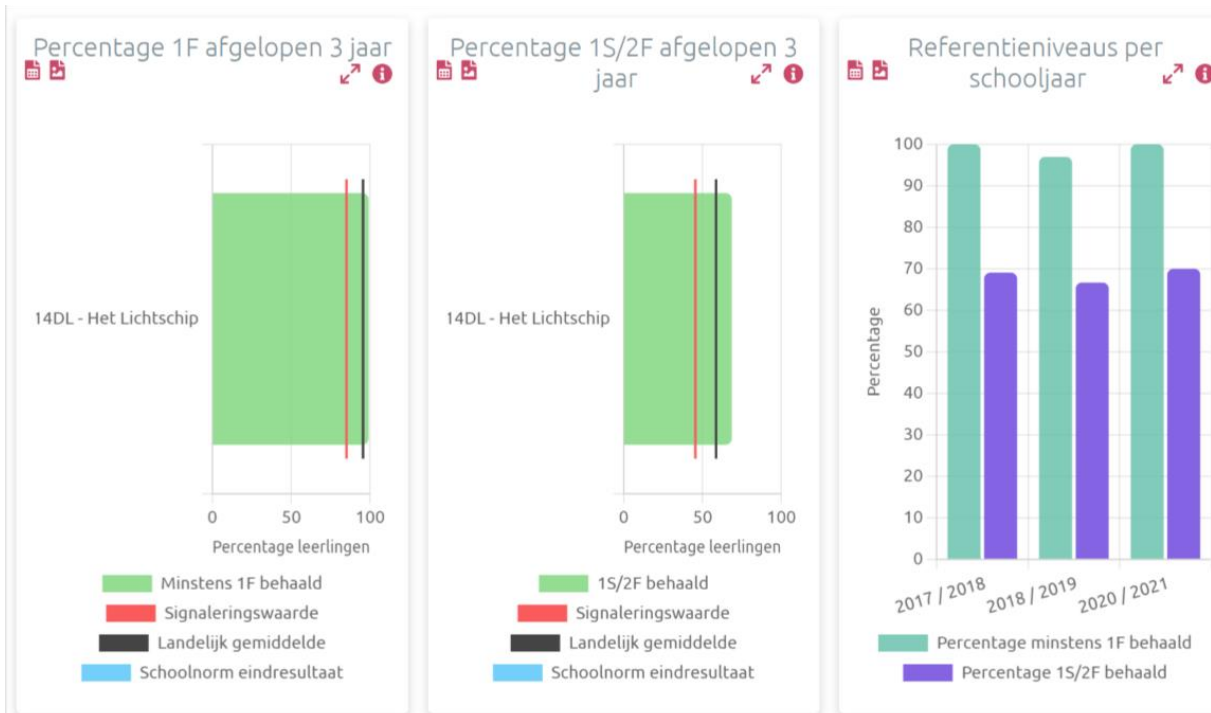 Percentage 1F afgelopen 3 jaar
14DL - Het Lichtschip
0 50 100
Percentage leerlingen
Minstens 1F behaald
Signaleringswaarde
Landelijk gemiddelde
Schoolnorm eindresultaat
Percentage 1S/2F afgelopen 3
jaar
14DL - Het Lichtschip
0 50 100
Percentage leerlingen
1S/2F behaald
Signaleringswaarde
Landelijk gemiddelde
Schoolnorm eindresultaat
Referentieniveaus per
schooljaar
Percentage
100
90
80
70
60
50
40
30
20
10
0
2017 / 2018 2018 / 2019 2020 / 2021
Percentage minstens 1F behaald
Percentage 1S/2F behaald